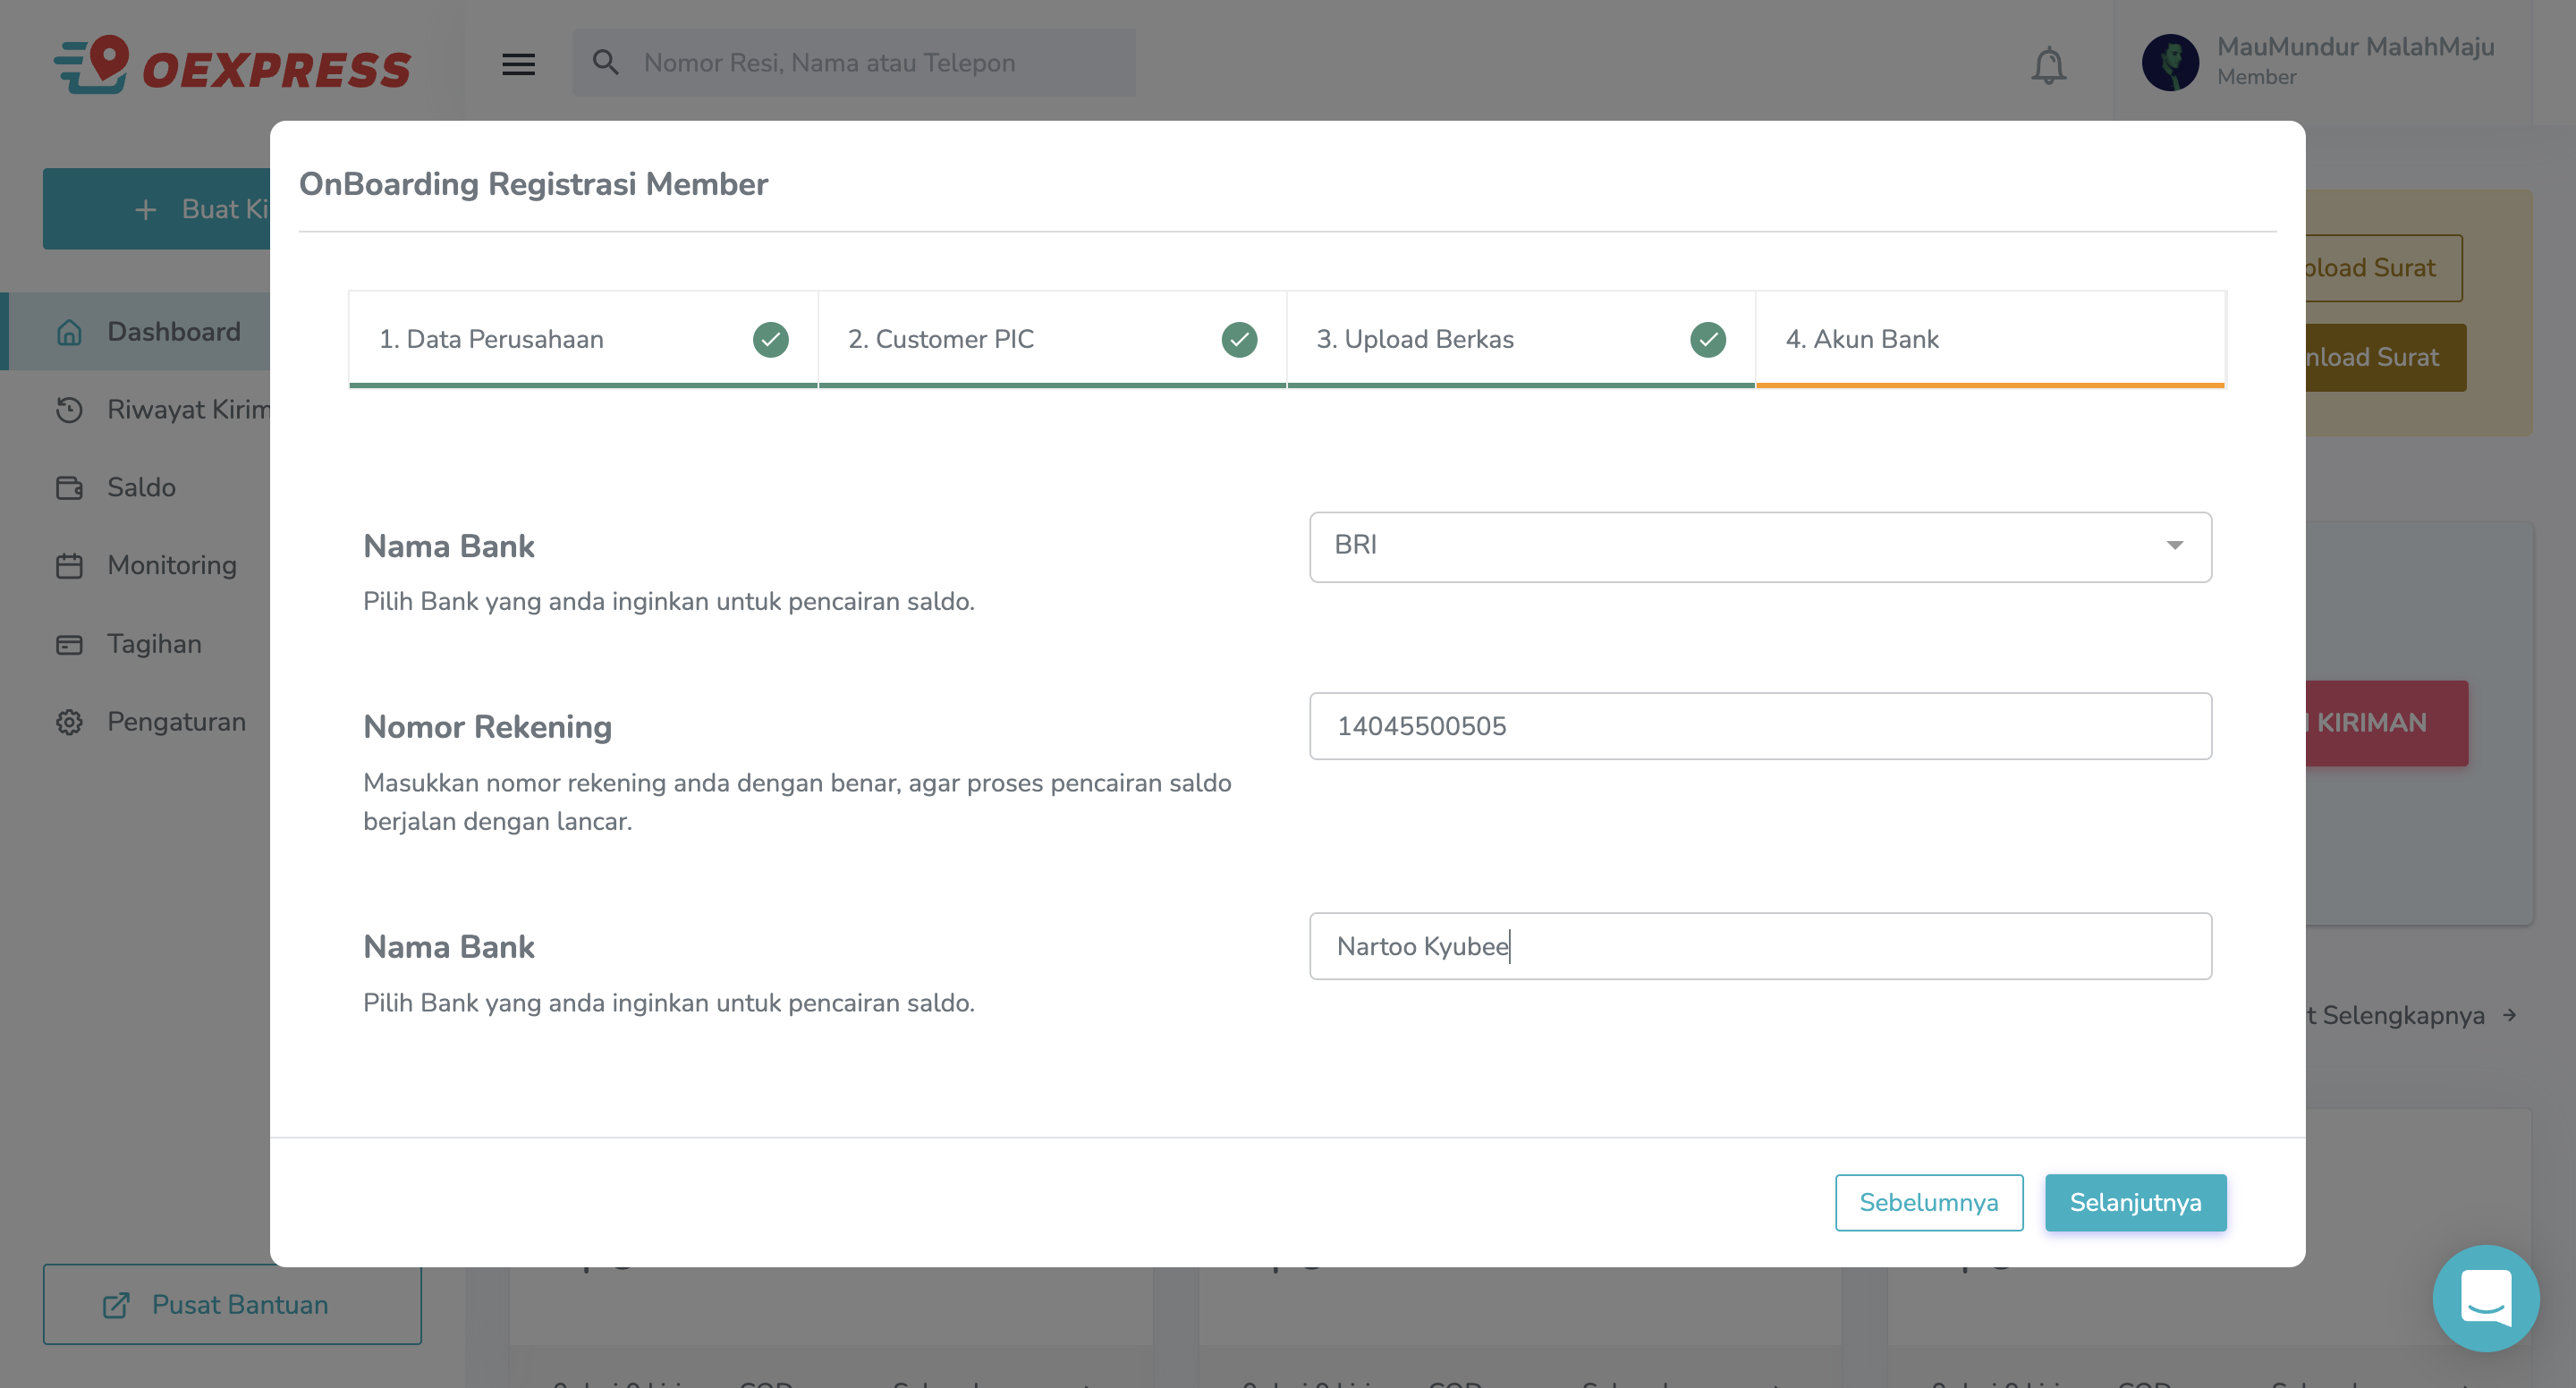 OEXPRESS
Nomor Resi, Nama atau Telepon
MauMundur MalahMaju
Member
Buat Ki
Dashboard
Riwayat Kirim
Saldo
Monitoring
Tagihan
Pengaturan
Pusat Bantuan
OnBoarding Registrasi Member
1. Data Perusahaan
2. Customer PIC
3. Upload Berkas
4. Akun Bank
Nama Bank
Pilih Bank yang anda inginkan untuk pencairan saldo.
BRI
Nomor Rekening
Masukkan nomor rekening anda dengan benar, agar proses pencairan saldo
berjalan dengan lancar.
14045500505
Nama Bank
Pilih Bank yang anda inginkan untuk pencairan saldo.
Nartoo Kyubee
Sebelumnya
Selanjutnya
pload Surat
nload Surat
KIRIMAN
t Selengkapnya